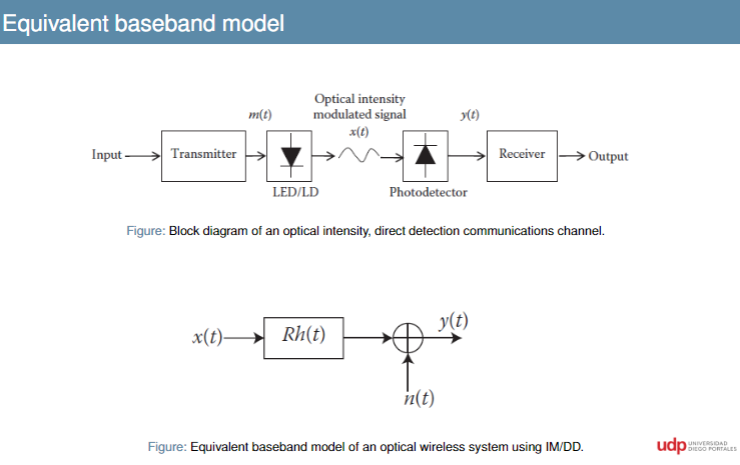 Equivalent baseband model
Optical intensity
modulated signal
m(t)
x(t)
y(t)
Input
Transmitter
Receiver
Output
LED/LD
Photodetector
Figure: Block diagram of an optical intensity, direct detection communications channel.
x(t)
Rh(t)
y(t)
n(t)
Figure: Equivalent baseband model of an optical wireless system using IM/DD.
udp UNIVERSIDAD
DIEGO PORTALES